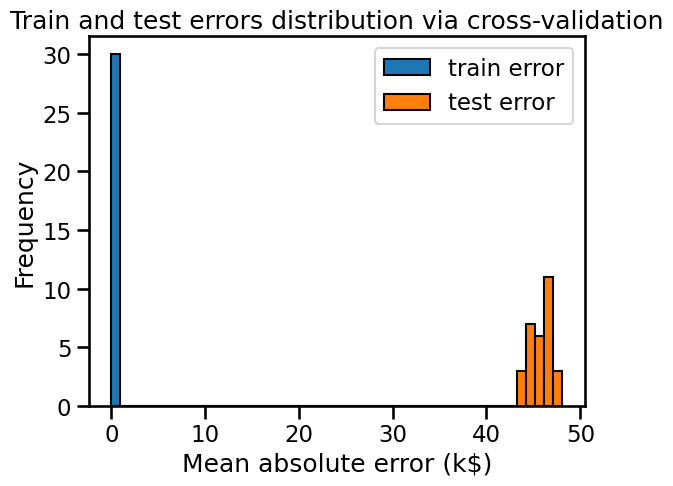 Train and test errors distribution via cross-validation
train error
test error
Frequency
30
25
20
15
10
5
0
0 10 20 30 40 50
Mean absolute error (k$)